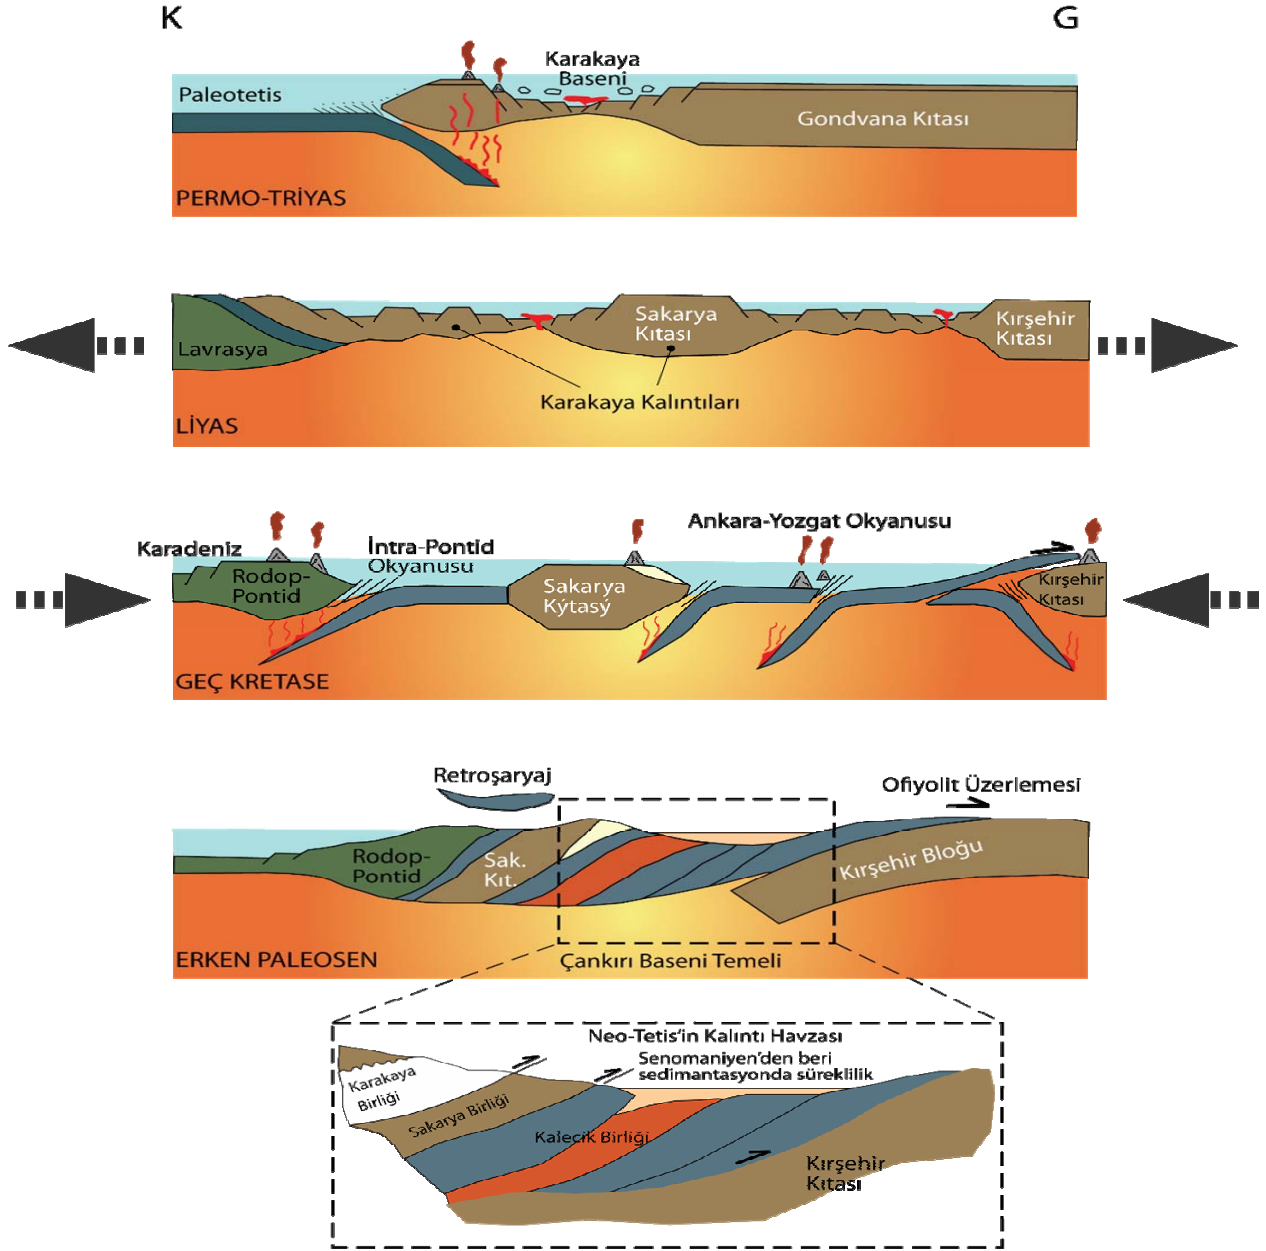 K
G
Karakaya
Baseni
Paleotetis
Gondvana Kıtası
PERMO-TRİYAS
Sakarya
Kıtası
Kırşehir
Kıtası
Lavrasya
Karakaya Kalıntıları
LİYAS
Ankara-Yozgat Okyanusu
Karadeniz
İntra-Pontid
Okyanusu
Rodop-
Pontid
Sakarya
Kýtasý
Kırşehir
Kıtası
GEÇ KRETASE
Retroşaryaj
Ofiyolit Üzerlemesi
Rodop-
Pontid
Sak.
Kıt.
Kırşehir Bloğu
ERKEN PALEOSEN
Çankırı Baseni Temeli
Neo-Tetis'in Kalıntı Havzası
Senomaniyen'den beri
sedimantasyonda süreklilik
Karakaya
Birliği
Sakarya Birliği
Kalecik Birliği
Kırşehir
Kıtası